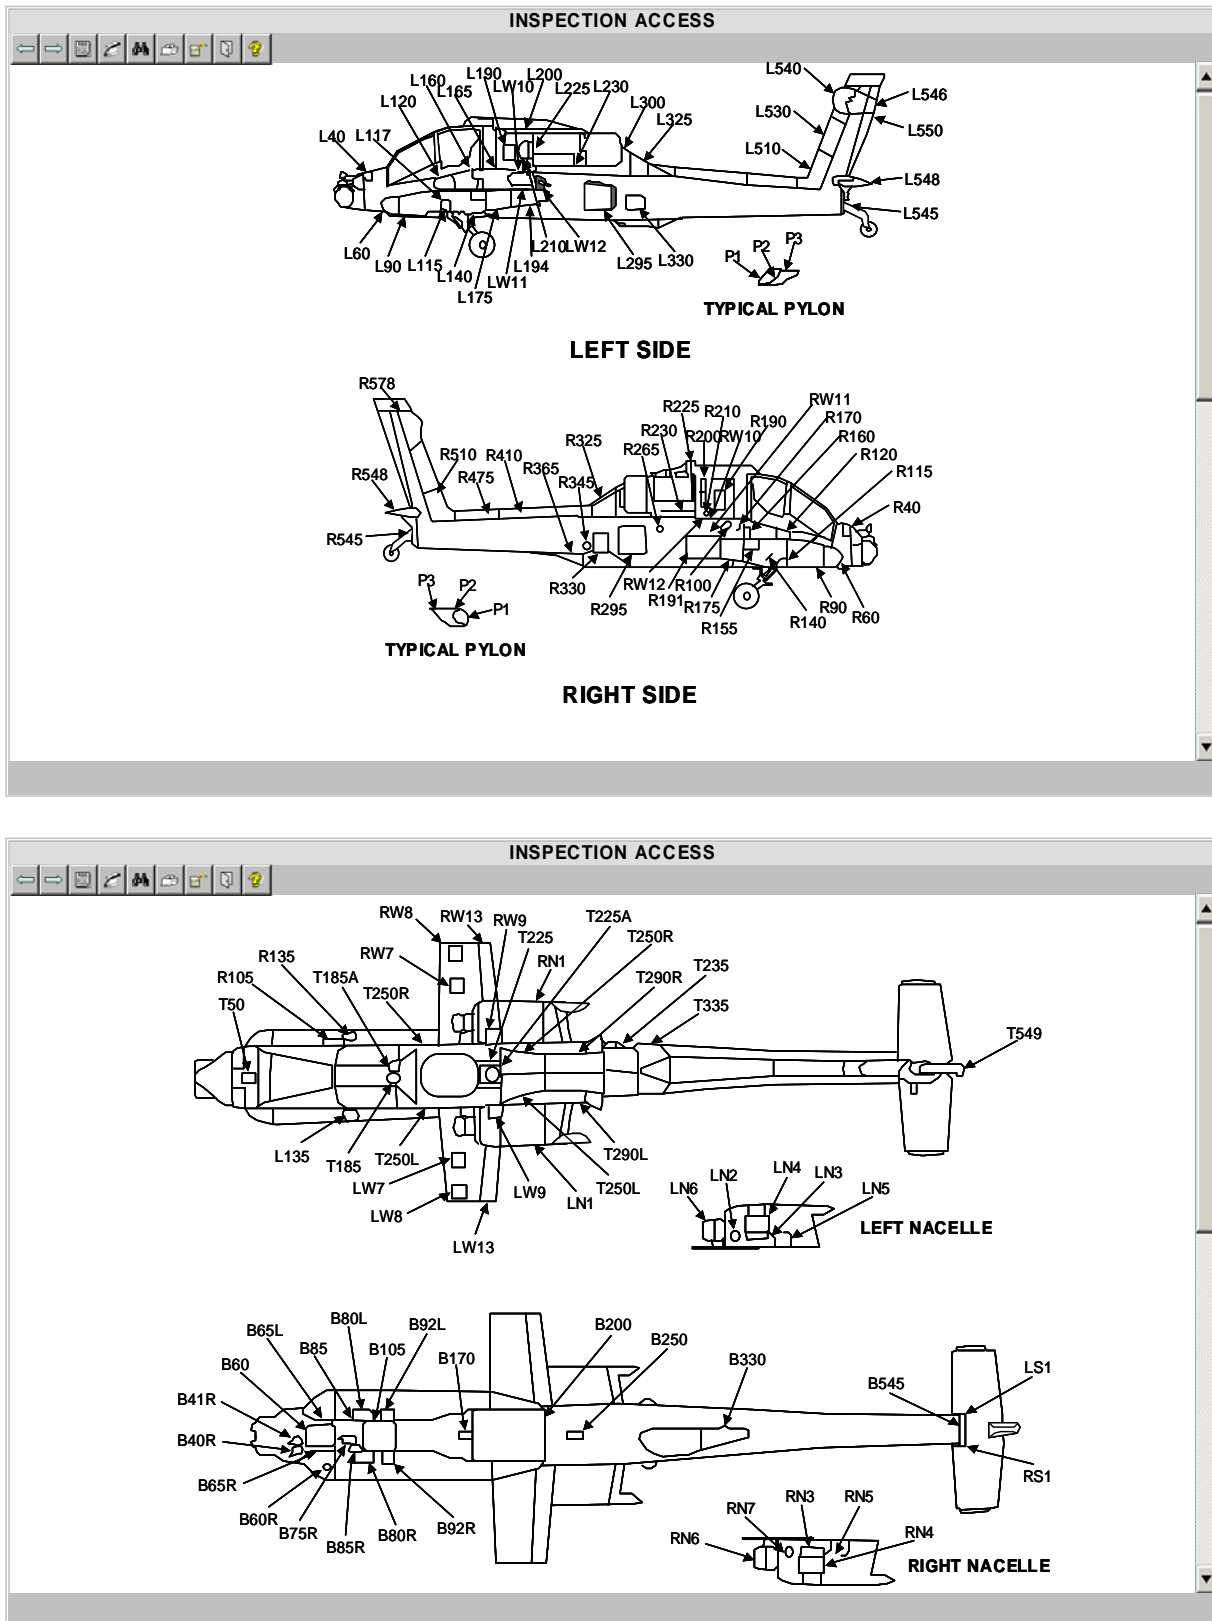 INSPECTION ACCESS
L540
L190 L200
L160 LW10 L225 L230
L165
L546
L120
L300
L530
L117
L325
L550
L40
L510
L548
L545
L60
L90 L115 L140 L210 LW12
L194
L295 L330
P1 P2 P3
LW11
L175
TYPICAL PYLON
LEFT SIDE
R578
RW11
R225 R210 R170
R190
R230 R200 RW10 R160
R325
R265
R120
R510 R410
R365
R115
R548 R475
R345
R40
R545
P3 P2
R330
RW12 R100
R191
P1
R295
R175
R90
R60
R155
R140
TYPICAL PYLON
RIGHT SIDE
INSPECTION ACCESS
RW8 RW13 RW9 T225A
T225 T250R
R135
RW7
RN1
T235
R105
T185A
T290R
T250R
T50
T335
T549
L135
T185 T250L
T290L
LW7
LW9
T250L
LN1
LW8
LN4
LN2 LN3
LN6 LN5
LW13
LEFT NACELLE
B80L
B92L
B200
B65L
B250
B85 B105
B170
B330
B60
LS1
B545
B41R
B40R
B65R
RS1
B60R
B75R
B80R B92R
B85R
RN3 RN5
RN7
RN6
RN4
RIGHT NACELLE